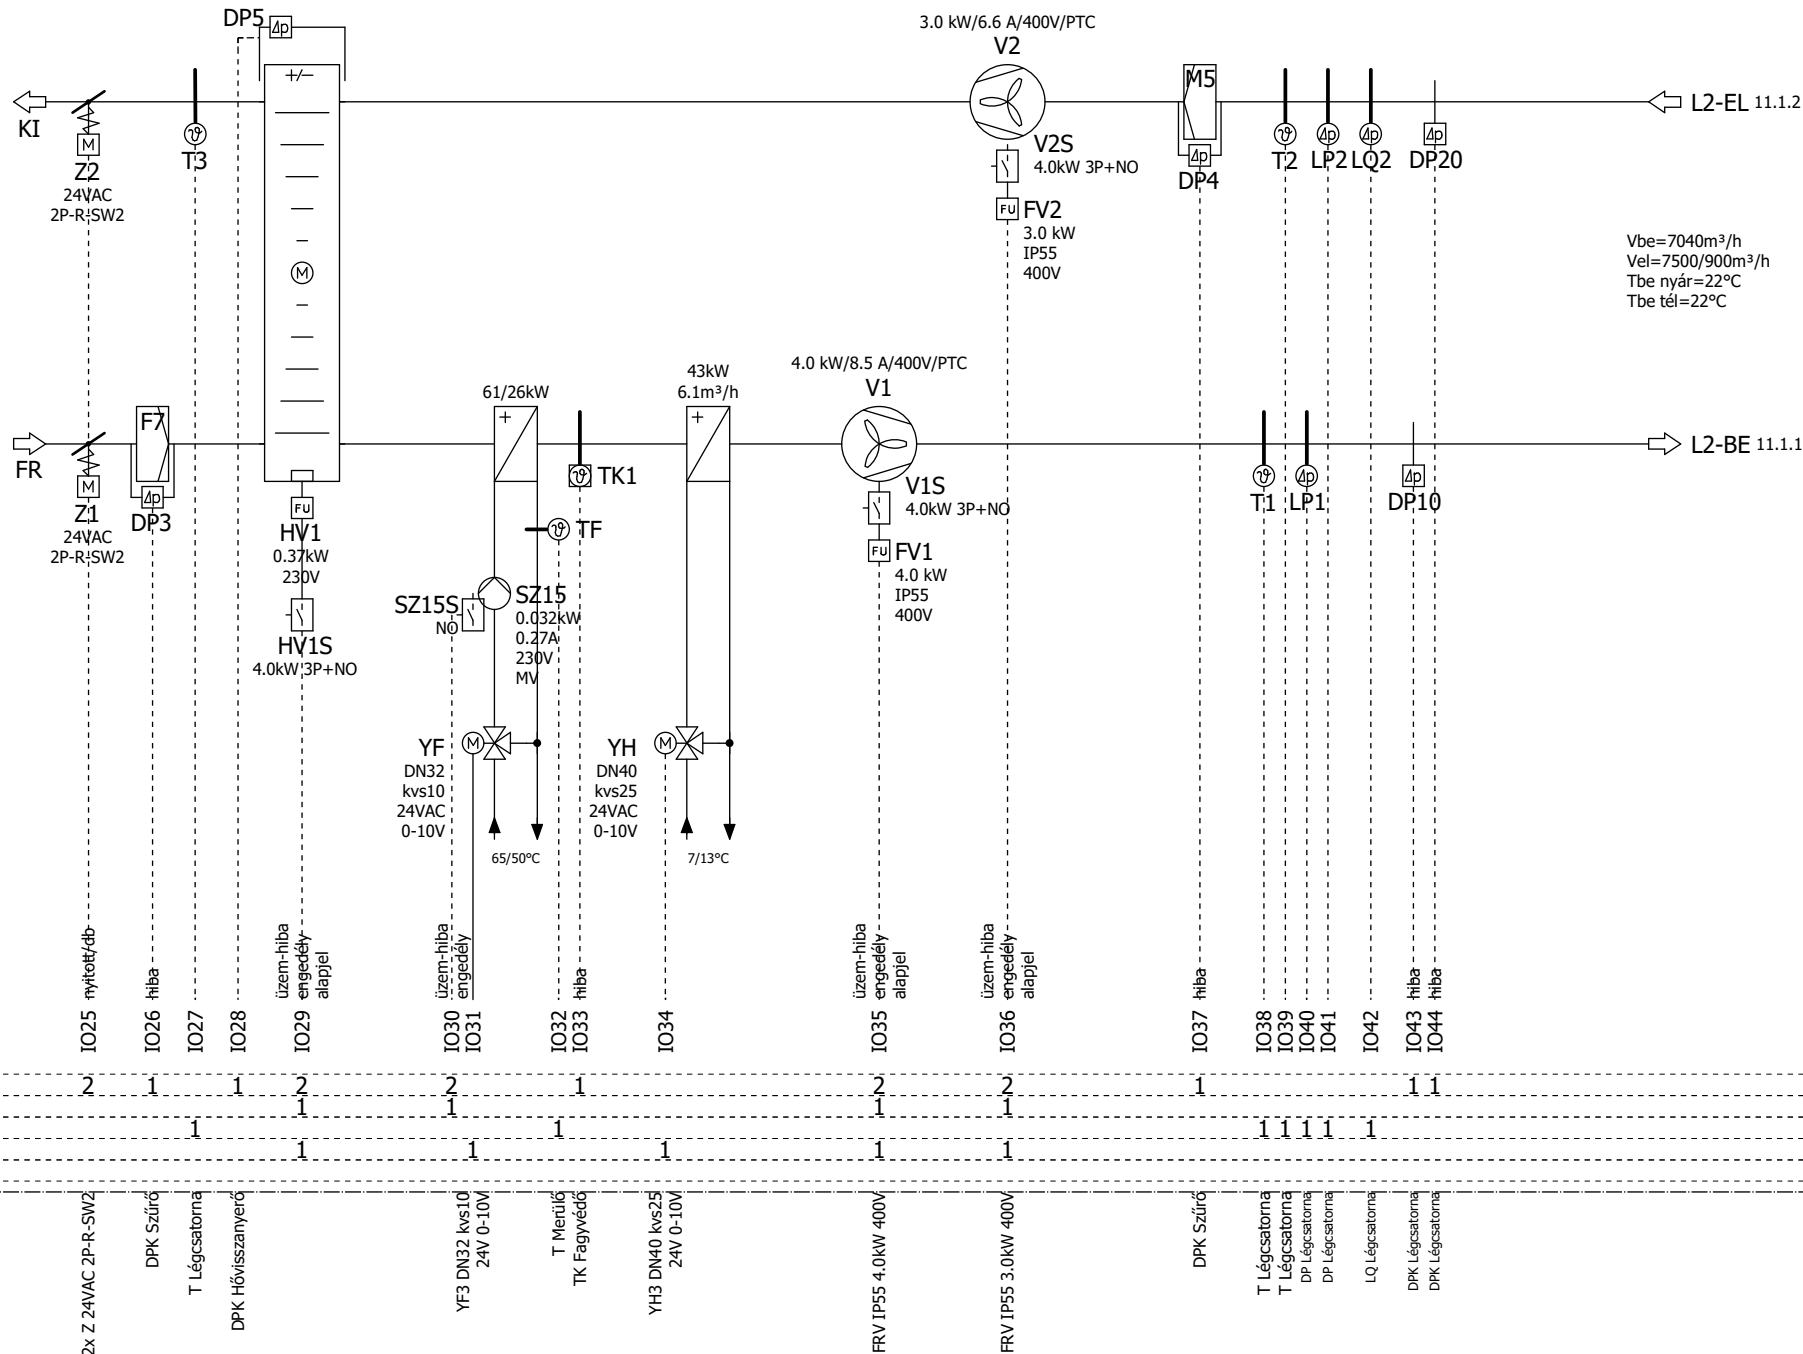 DP5
Δp
+/−
3.0 kW/6.6 A/400V/PTC
V2
M5
KI
M
Z2
24VAC
2P-R-SW2
ϑ
T3
V2S
4.0kW 3P+NO
FU
FV2
3.0 kW
IP55
400V
Δp
DP4
ϑ
T2
Δp
LP2
Δp
LQ2
Δp
DP20
L2-EL 11.1.2
Vbe=7040m³/h
Vel=7500/900m³/h
Tbe nyár=22°C
Tbe tél=22°C
M
FR
M
Z1
24VAC
2P-R-SW2
F7
Δp
DP3
FU
HV1
0.37kW
230V
HV1S
4.0kW 3P+NO
61/26kW
+
ϑ
TK1
ϑ
TF
SZ15S
NO
SZ15
0.032kW
0.27A
230V
MV
YF
M
DN32
kvs10
24VAC
0-10V
65/50°C
43kW
6.1m³/h
+
YH
M
DN40
kvs25
24VAC
0-10V
7/13°C
4.0 kW/8.5 A/400V/PTC
V1
V1S
4.0kW 3P+NO
FU
FV1
4.0 kW
IP55
400V
ϑ
T1
Δp
LP1
Δp
DP10
L2-BE 11.1.1
nyitott/db
hiba
üzem-hiba
engedély
alapjel
üzem-hiba
engedély
hiba
üzem-hiba
engedély
alapjel
üzem-hiba
engedély
alapjel
hiba
hiba
hiba
IO25
IO26
IO27
IO28
IO29
IO30
IO31
IO32
IO33
IO34
IO35
IO36
IO37
IO38
IO39
IO40
IO41
IO42
IO43
IO44
2 1 1 2 2 1 2 2 1 1 1
1 1 1 1
1 1 1 1 1 1 1
1 1 1 1 1
2x Z 24VAC 2P-R-SW2
DPK Szűrő
T Légcsatorna
DPK Hővisszanyerő
YF3 DN32 kvs10
24V 0-10V
T Merülő
TK Fagyvédő
YH3 DN40 kvs25
24V 0-10V
FRV IP55 4.0kW 400V
FRV IP55 3.0kW 400V
DPK Szűrő
T Légcsatorna
T Légcsatorna
DP Légcsatorna
DP Légcsatorna
LQ Légcsatorna
DPK Légcsatorna
DPK Légcsatorna